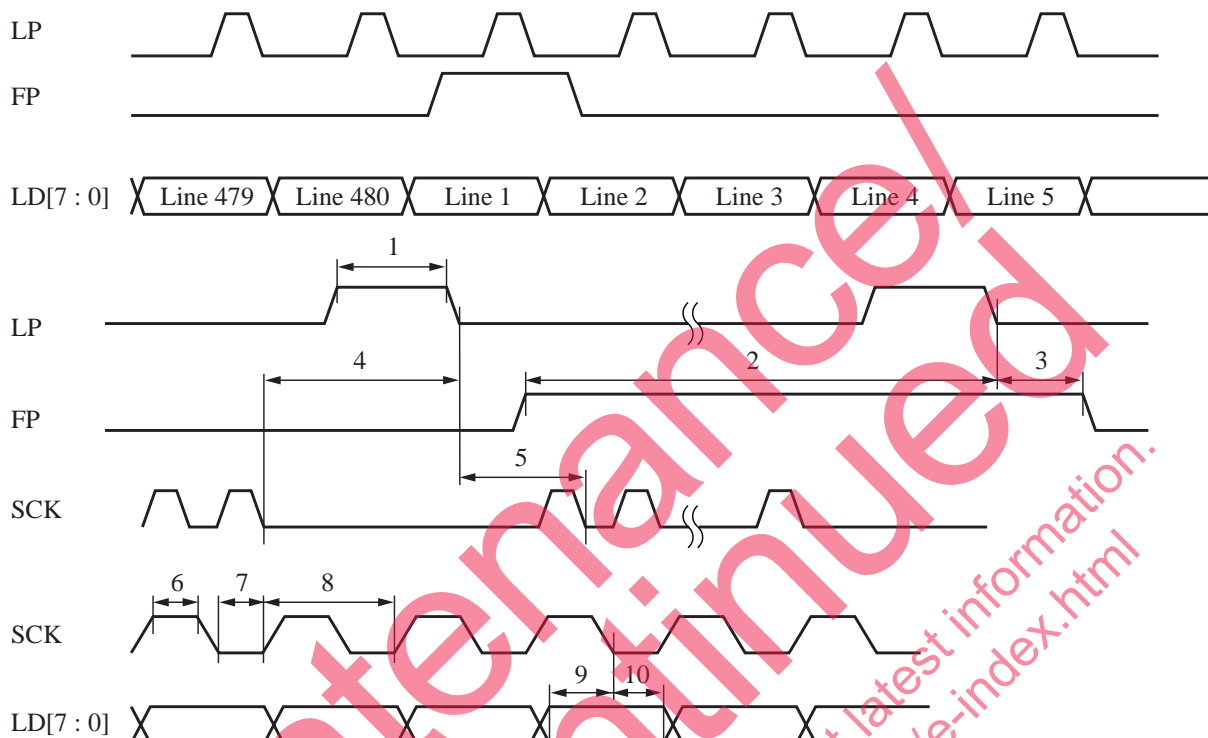 LP
FP
LD[7 : 0]
Line 479
Line 480
Line 1
Line 2
Line 3
Line 4
Line 5
1
LP
4
2
3
FP
5
SCK
6
7
8
SCK
9
10
LD[7 : 0]
tenance/
tinued
t latest information.
/e-index.html